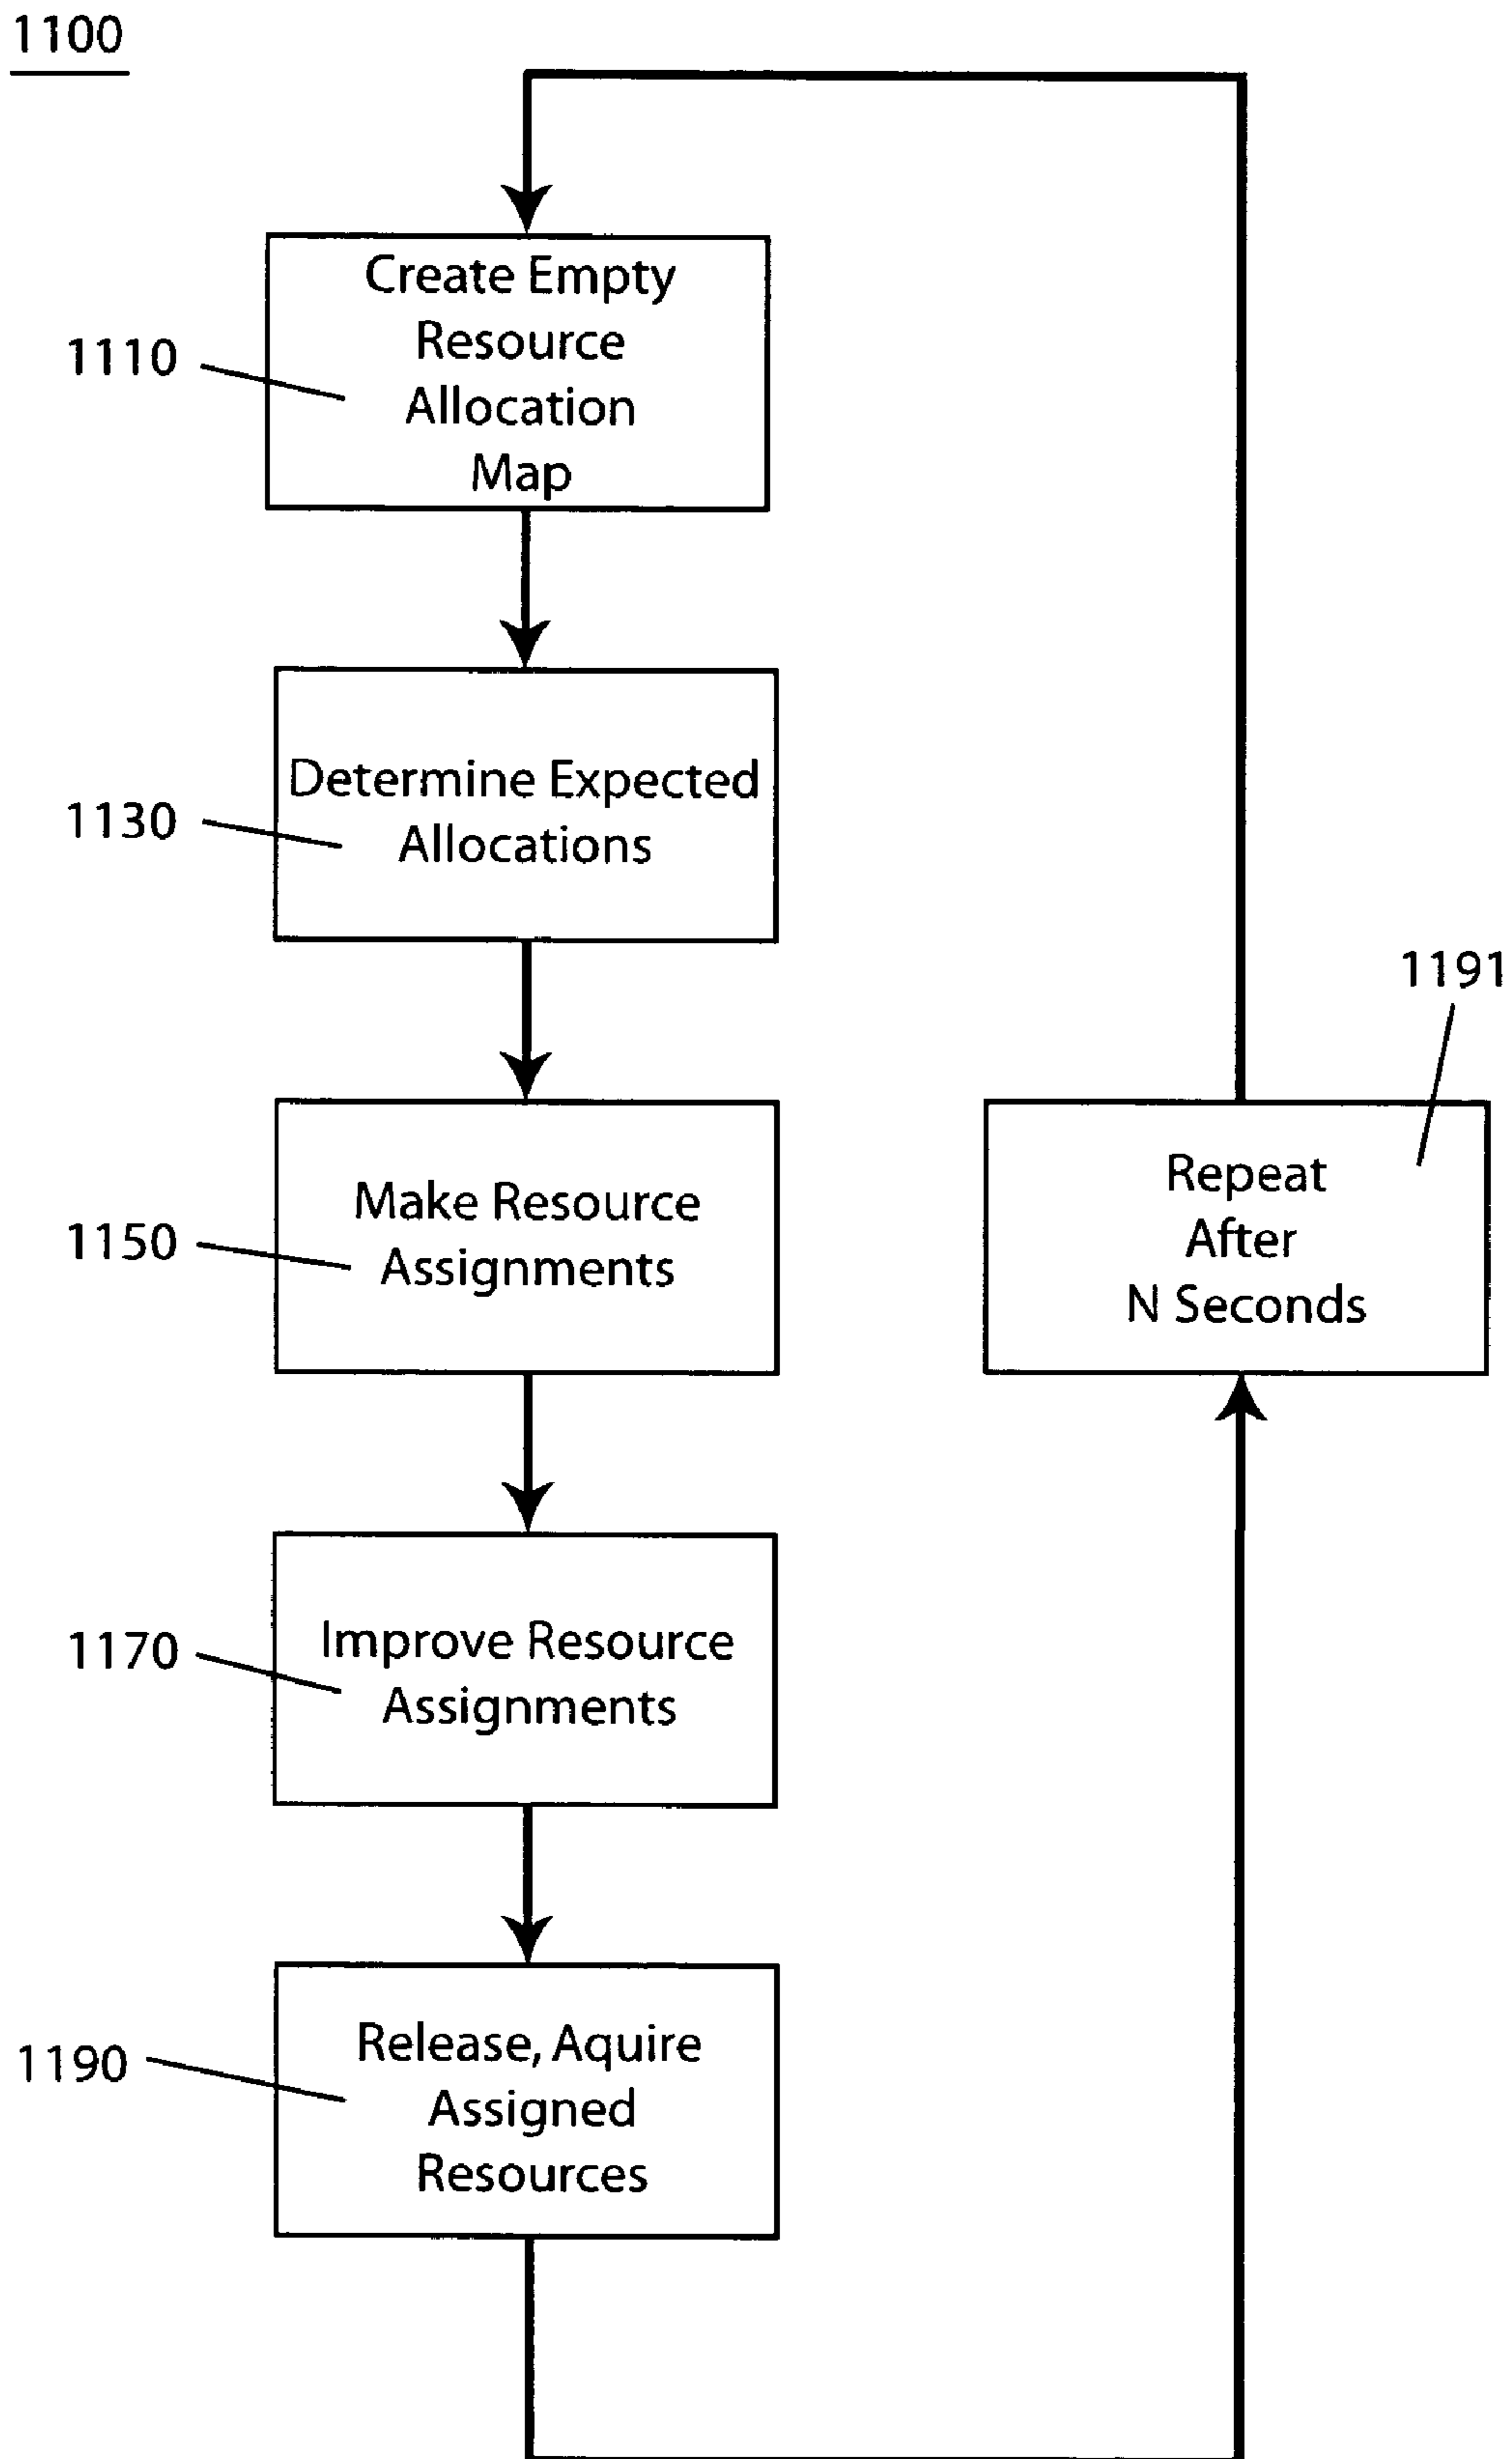 1100
Create Empty
Resource
Allocation
Map
1110
Determine Expected
Allocations
1130
Make Resource
Assignments
1150
Improve Resource
Assignments
1170
Release, Aquire
Assigned
Resources
1190
1191
Repeat
After
N Seconds